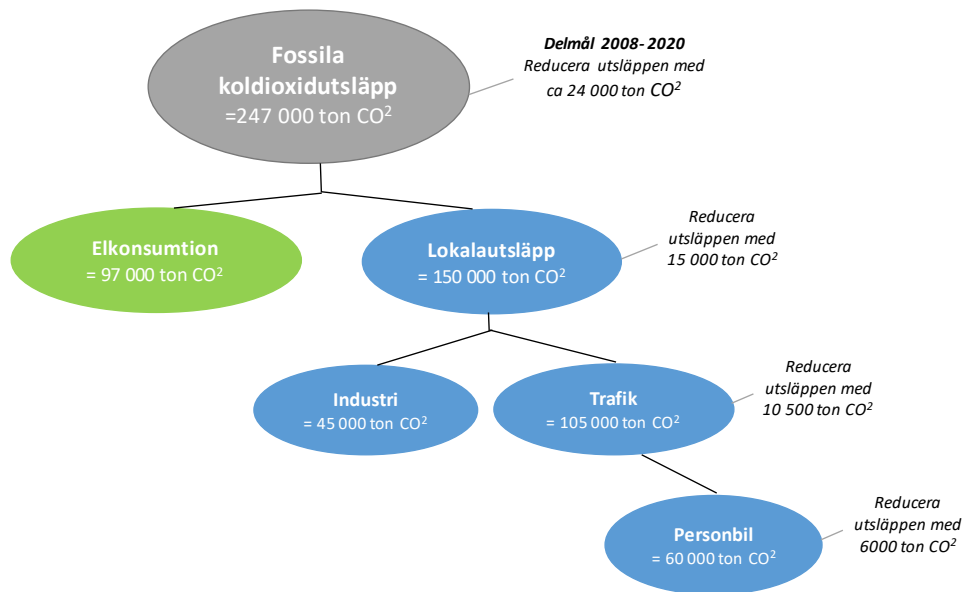 Fossila
koldioxidutsläpp
=247 000 ton CO²
Delmål 2008-2020
Reducera utsläppen med
ca 24 000 ton CO²
Elkonsumtion
= 97 000 ton CO²
Lokalautsläpp
= 150 000 ton CO²
Reducera
utsläppen med
15 000 ton CO²
Industri
= 45 000 ton CO²
Trafik
= 105 000 ton CO²
Reducera
utsläppen med
10 500 ton CO²
Personbil
= 60 000 ton CO²
Reducera
utsläppen med
6000 ton CO²